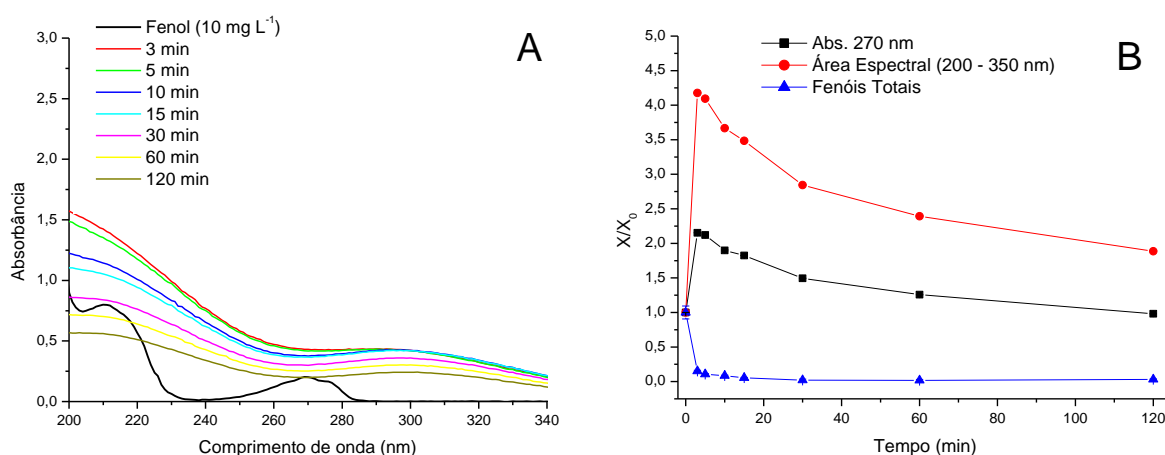 Fenol (10 mg L⁻¹)
3 min
5 min
10 min
15 min
30 min
60 min
120 min
A
3,0
2,5
2,0
1,5
1,0
0,5
0,0
Absorbância
200 220 240 260 280 300 320 340
Comprimento de onda (nm)
Abs. 270 nm
Área Espectral (200 - 350 nm)
Fenóis Totais
B
5,0
4,5
4,0
3,5
3,0
2,5
2,0
1,5
1,0
0,5
0,0
X/X₀
0 20 40 60 80 100 120
Tempo (min)